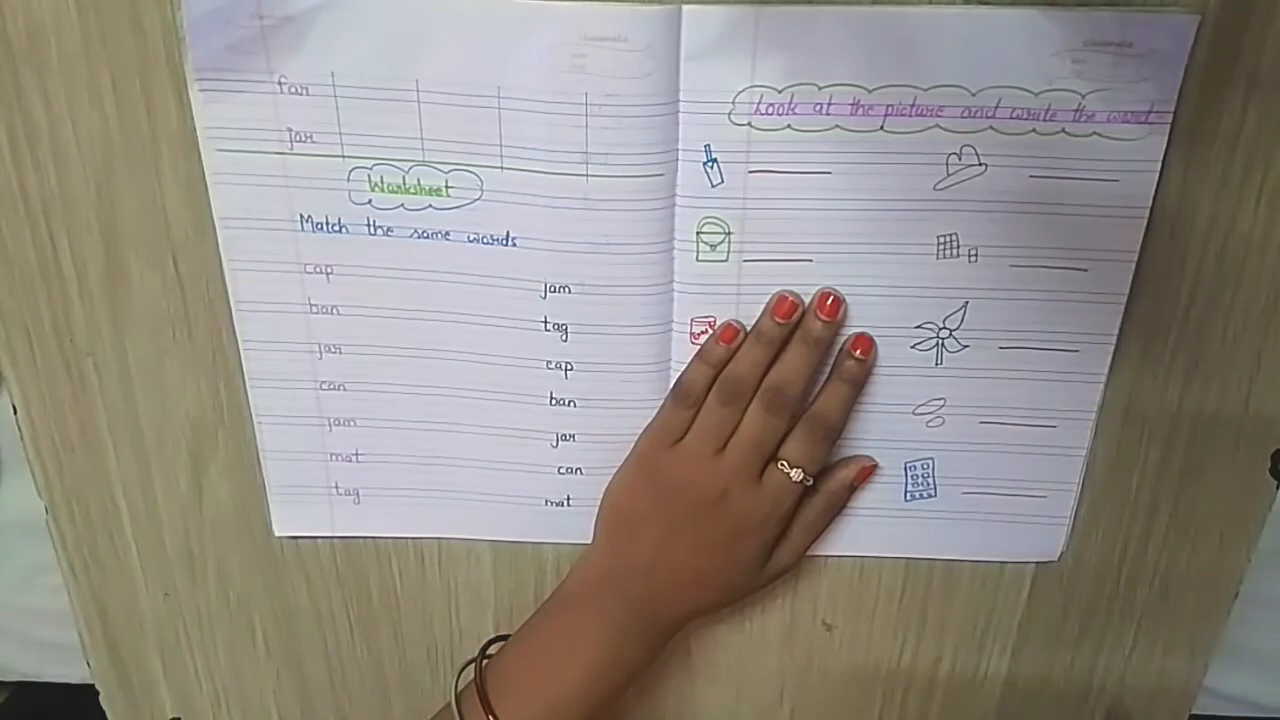 far
jar
Worksheet
Match the same words
cap
jam
ban
tag
jar
cap
can
ban
jam
jar
mat
can
tag
mat
Look at the picture and write the word-